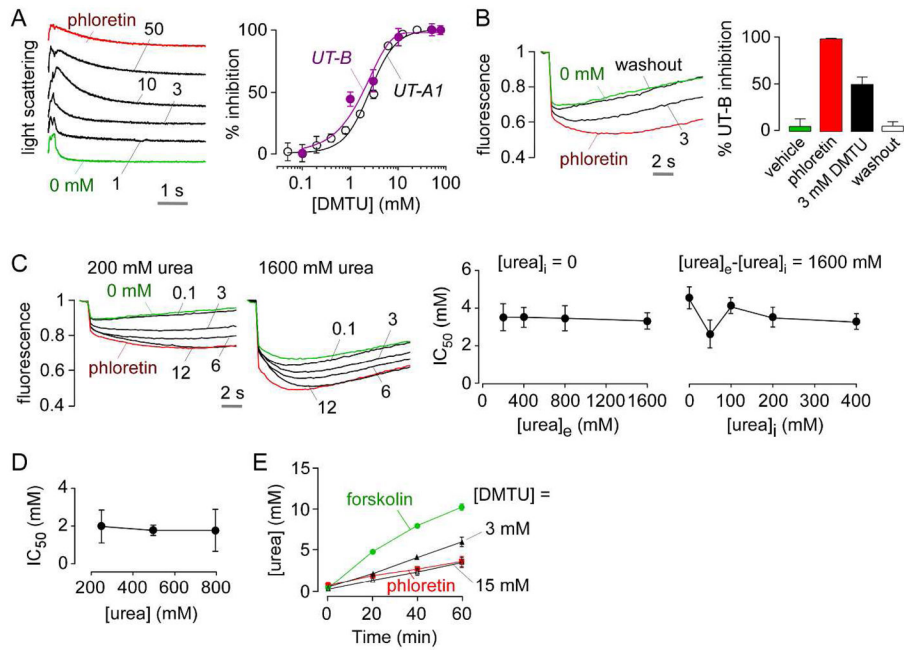 A
phloretin
50
10
3
1
0 mM
1 s
light scattering
% inhibition
100
50
0
UT-B
UT-A1
0.1
1
10
100
[DMTU] (mM)
B
fluorescence
1
0.8
0.6
0.4
0 mM
washout
3
phloretin
2 s
% UT-B inhibition
100
50
0
vehicle
phloretin
3 mM DMTU
washout
C
200 mM urea
fluorescence
1
0.8
0.6
0.4
0 mM
0.1
3
phloretin
12
6
2 s
1600 mM urea
0.1
3
12
6
[urea]i = 0
IC50 (mM)
6
4
2
0
0
400
800
1200
1600
[urea]e (mM)
[urea]e-[urea]i = 1600 mM
0
100
200
300
400
[urea]i (mM)
D
IC50 (mM)
4
2
0
200
400
600
800
[urea] (mM)
E
[urea] (mM)
15
10
5
0
forskolin
phloretin
[DMTU] =
3 mM
15 mM
0
20
40
60
Time (min)